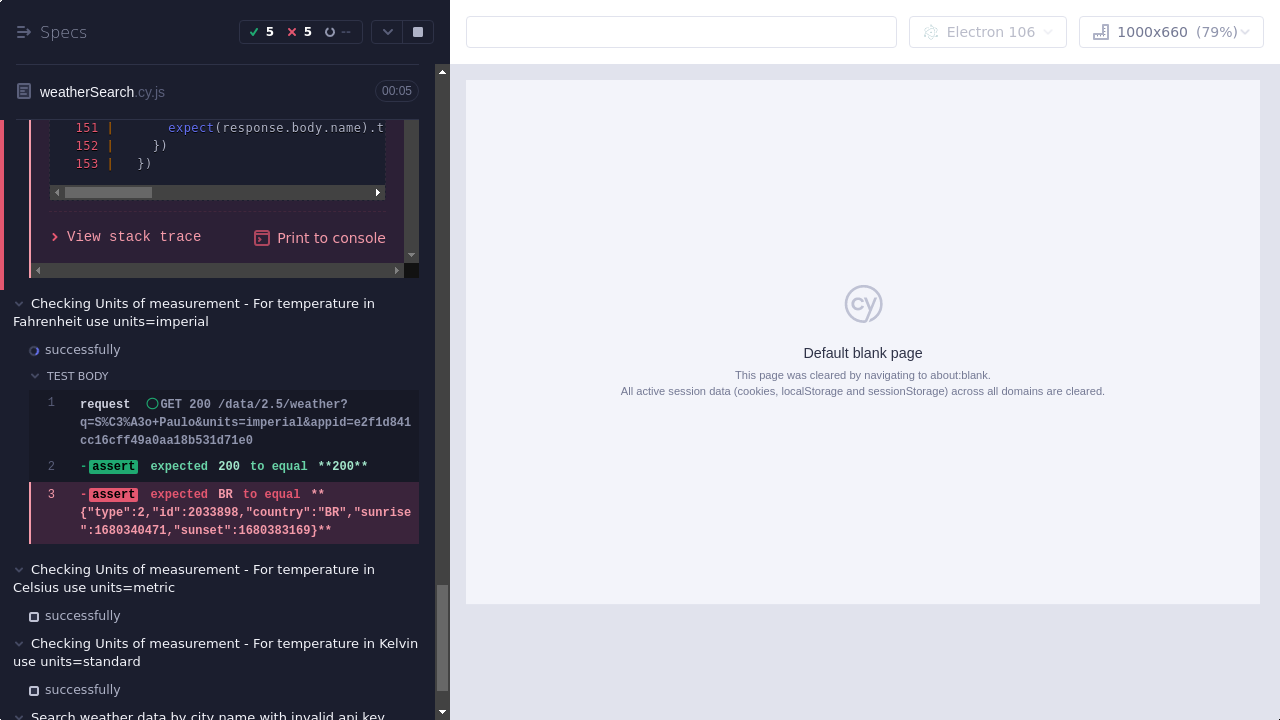 Specs
5 5 --
Electron 106
1000x660 (79%)
weatherSearch.cy.js
00:05
151 | expect(response.body.name).t
152 | })
153 | })
View stack trace
Print to console
Checking Units of measurement - For temperature in
Fahrenheit use units=imperial
successfully
TEST BODY
1 request GET 200 /data/2.5/weather?
q=S%C3%A3o+Paulo&units=imperial&appid=e2f1d841
cc16cff49a0aa18b531d71e0
2 -assert expected 200 to equal **200**
3 -assert expected BR to equal **
{"type":2,"id":2033898,"country":"BR","sunrise
":1680340471,"sunset":1680383169}**
Checking Units of measurement - For temperature in
Celsius use units=metric
successfully
Checking Units of measurement - For temperature in Kelvin
use units=standard
successfully
Search weather data by city name with invalid api key
cy
Default blank page
This page was cleared by navigating to about:blank.
All active session data (cookies, localStorage and sessionStorage) across all domains are cleared.